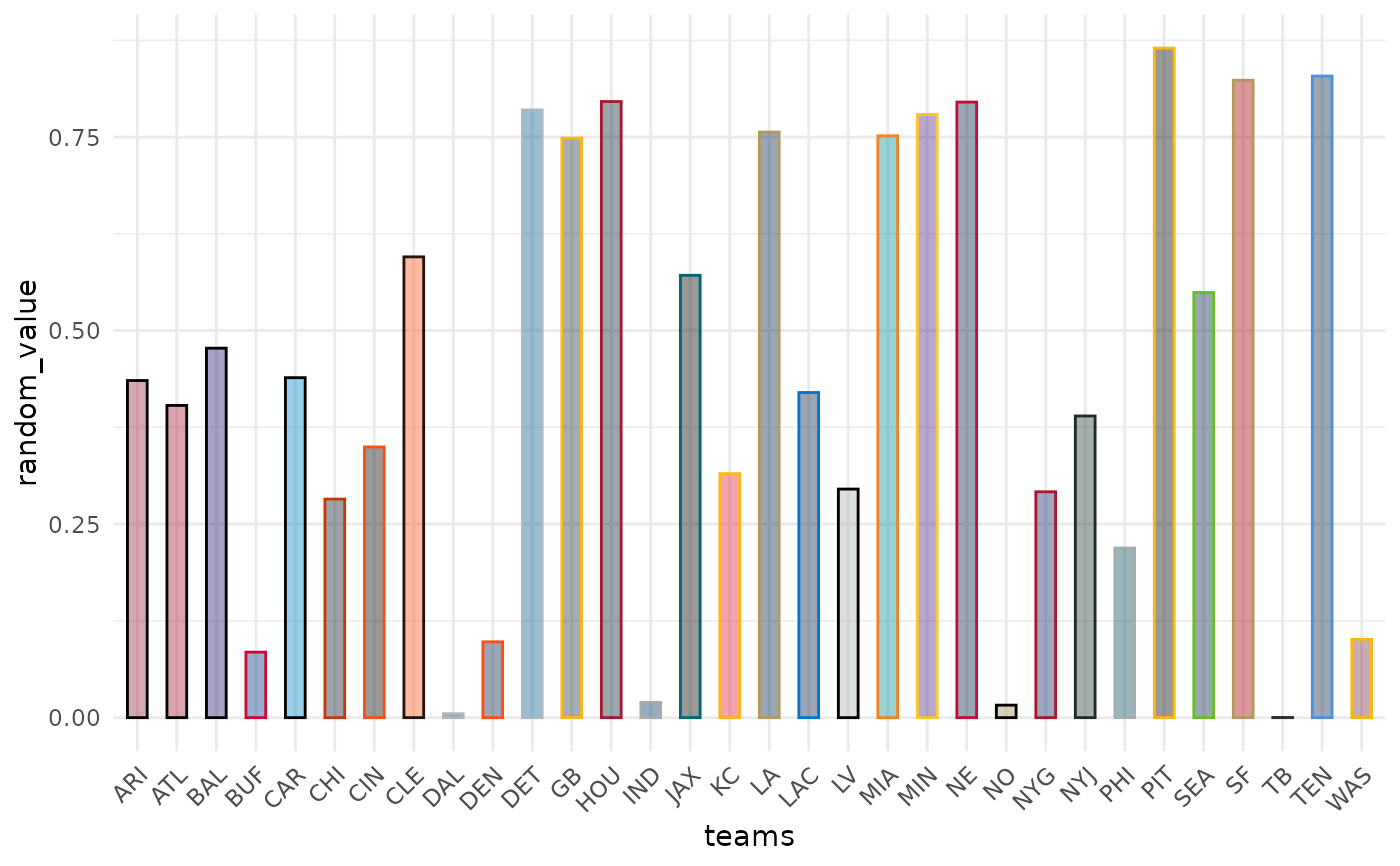 random_value
0.75
0.50
0.25
0.00
ARI ATL BAL BUF CAR CHI CIN CLE DAL DEN DET GB HOU IND JAX KC LA LAC LV MIA MIN NE NO NYG NYJ PHI PIT SEA SF TB TEN WAS
teams